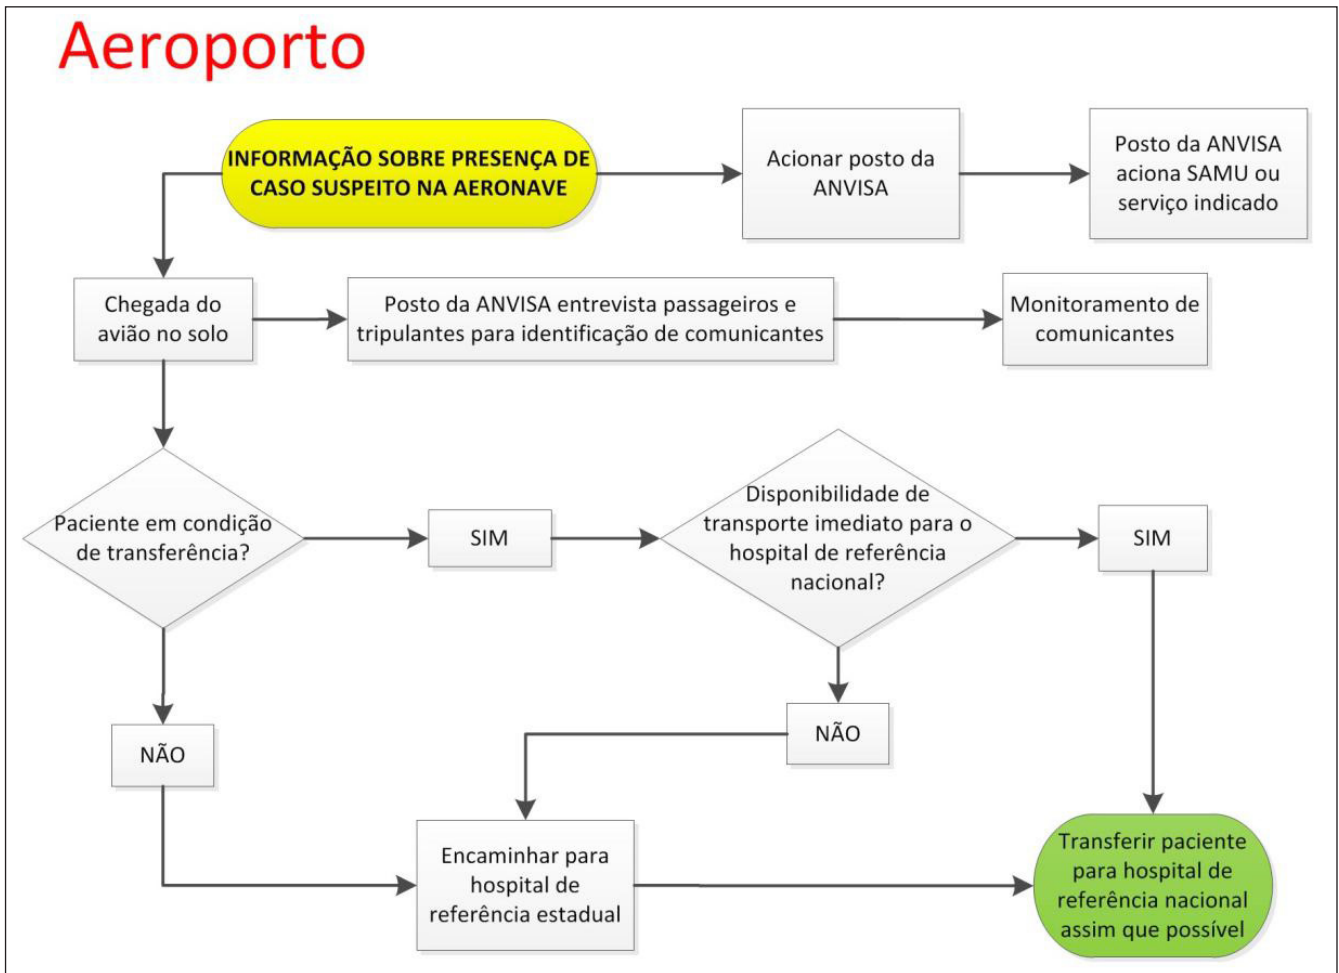 Aeroporto
INFORMAÇÃO SOBRE PRESENÇA DE
CASO SUSPEITO NA AERONAVE
Acionar posto da
ANVISA
Posto da ANVISA
aciona SAMU ou
serviço indicado
Chegada do
avião no solo
Posto da ANVISA entrevista passageiros e
tripulantes para identificação de comunicantes
Monitoramento de
comunicantes
Paciente em condição
de transferência?
SIM
Disponibilidade de
transporte imediato para o
hospital de referência
nacional?
SIM
NÃO
NÃO
Encaminhar para
hospital de
referência estadual
Transferir paciente
para hospital de
referência nacional
assim que possível